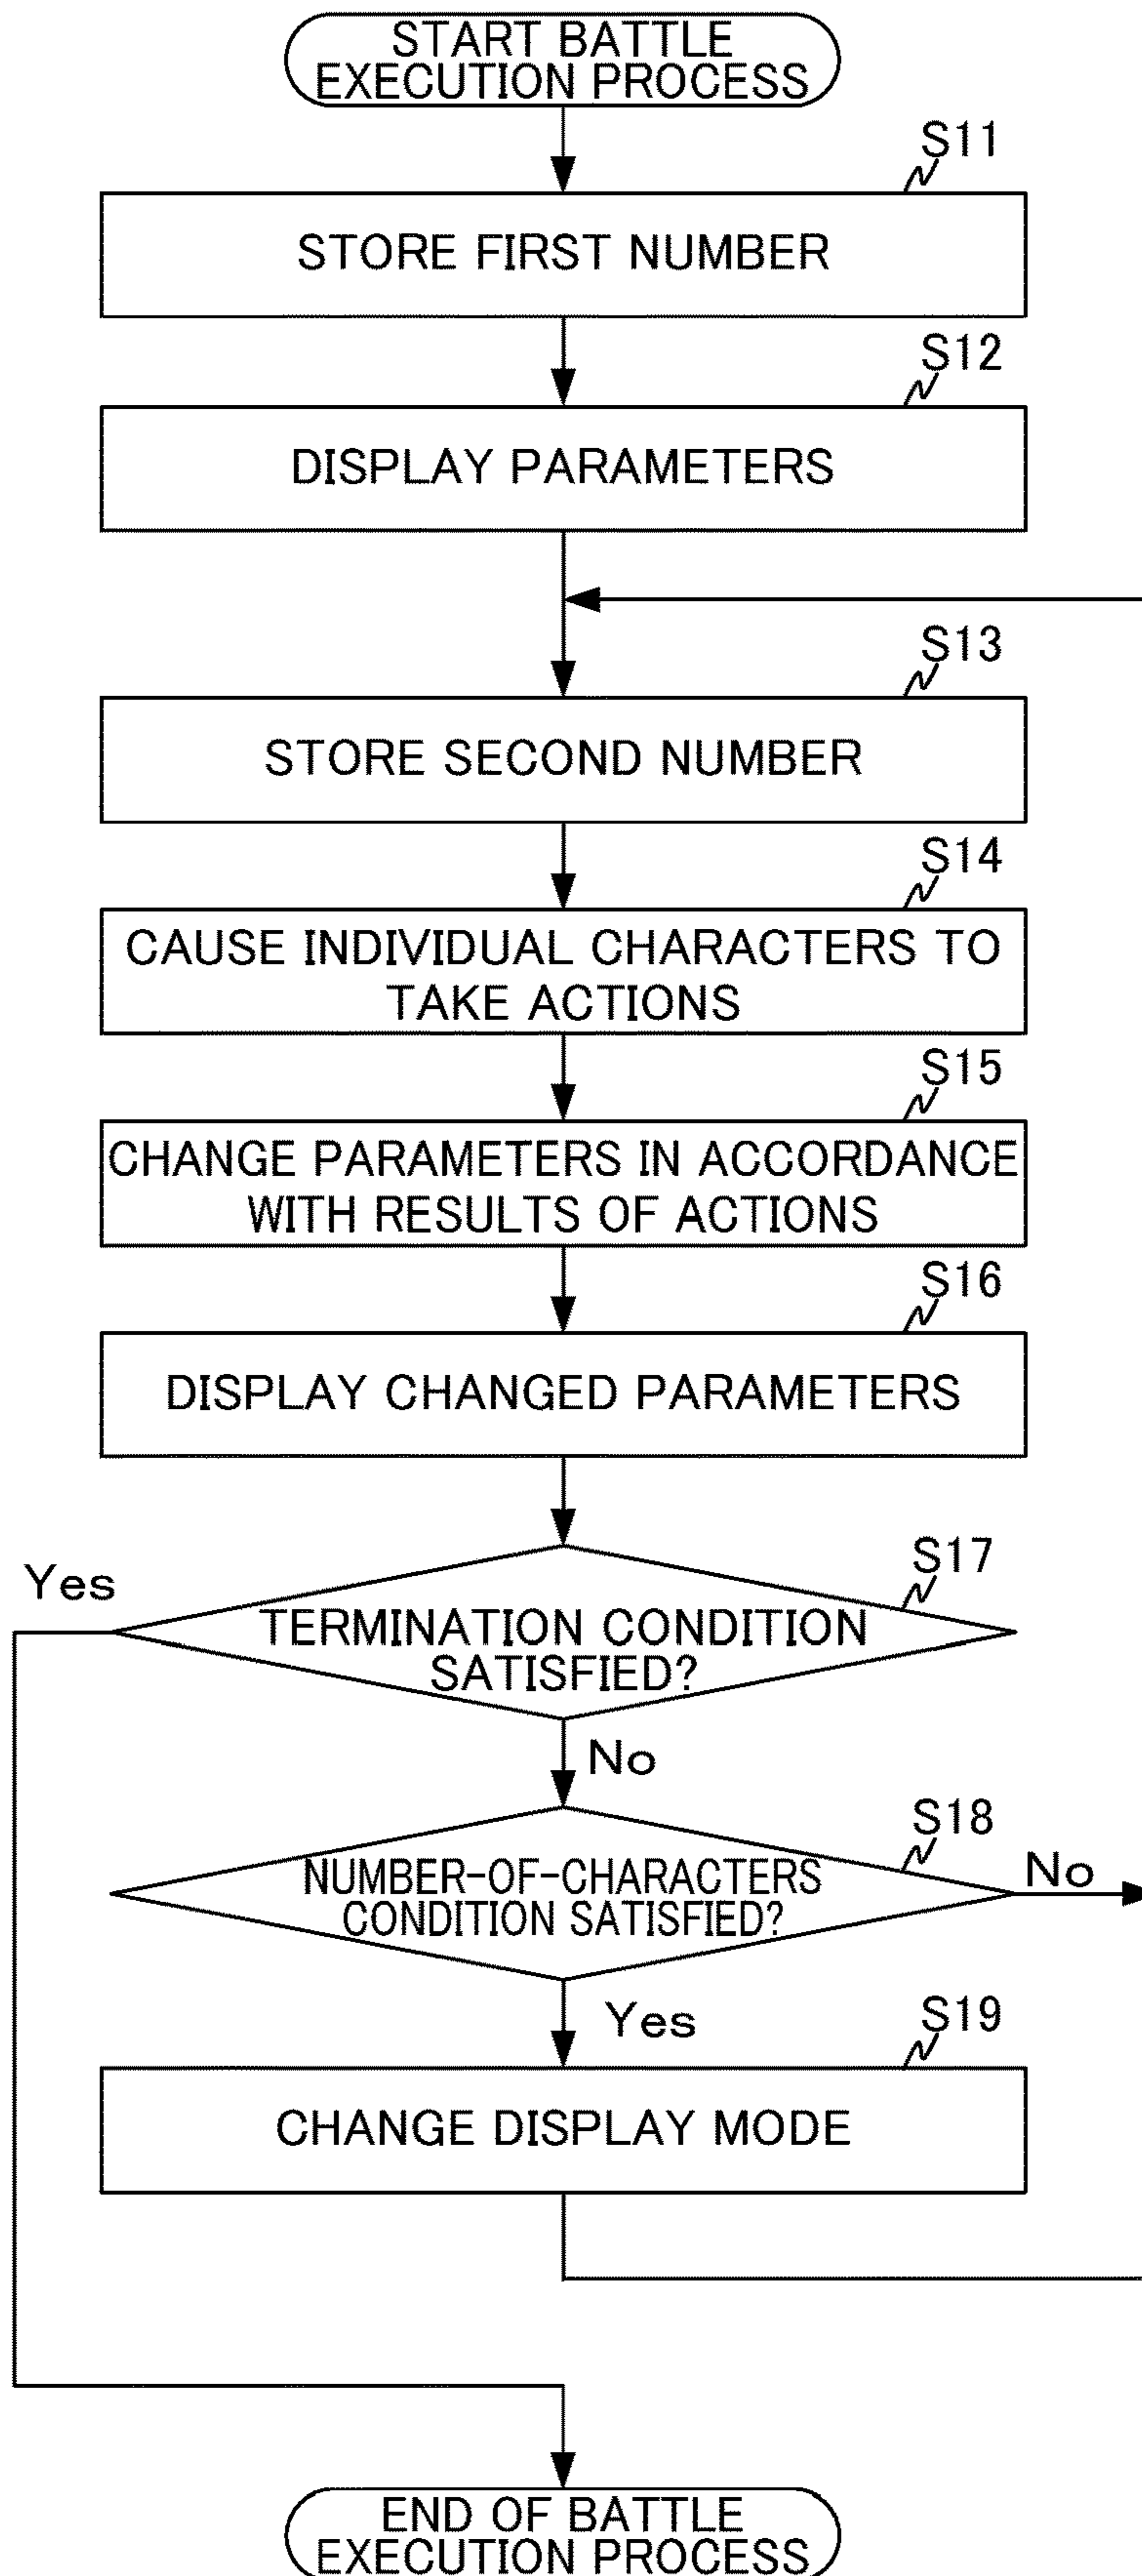 START BATTLE
EXECUTION PROCESS
S11
STORE FIRST NUMBER
S12
DISPLAY PARAMETERS
S13
STORE SECOND NUMBER
S14
CAUSE INDIVIDUAL CHARACTERS TO
TAKE ACTIONS
S15
CHANGE PARAMETERS IN ACCORDANCE
WITH RESULTS OF ACTIONS
S16
DISPLAY CHANGED PARAMETERS
S17
Yes
TERMINATION CONDITION
SATISFIED?
No
S18
NUMBER-OF-CHARACTERS
CONDITION SATISFIED?
No
Yes
S19
CHANGE DISPLAY MODE
END OF BATTLE
EXECUTION PROCESS